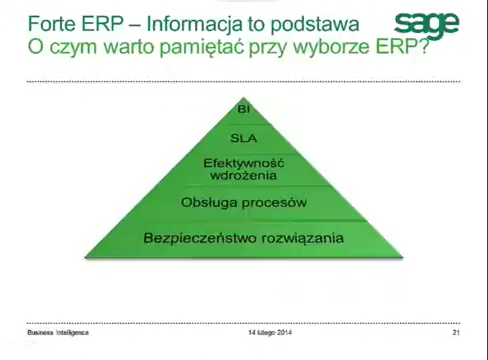 Forte ERP – Informacja to podstawa
sage
O czym warto pamiętać przy wyborze ERP?
BI
SLA
Efektywność
wdrożenia
Obsługa procesów
Bezpieczeństwo rozwiązania
Business Intelligence
14 lutego 2014
21